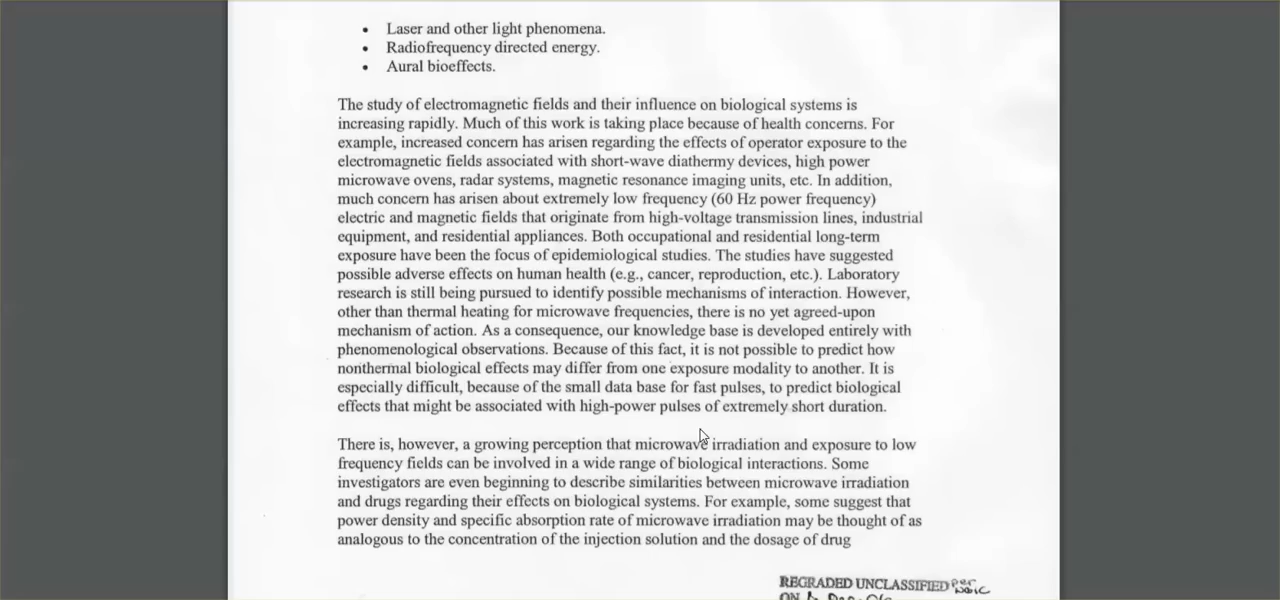 • Laser and other light phenomena.
• Radiofrequency directed energy.
• Aural bioeffects.
The study of electromagnetic fields and their influence on biological systems is
increasing rapidly. Much of this work is taking place because of health concerns. For
example, increased concern has arisen regarding the effects of operator exposure to the
electromagnetic fields associated with short-wave diathermy devices, high power
microwave ovens, radar systems, magnetic resonance imaging units, etc. In addition,
much concern has arisen about extremely low frequency (60 Hz power frequency)
electric and magnetic fields that originate from high-voltage transmission lines, industrial
equipment, and residential appliances. Both occupational and residential long-term
exposure have been the focus of epidemiological studies. The studies have suggested
possible adverse effects on human health (e.g., cancer, reproduction, etc.). Laboratory
research is still being pursued to identify possible mechanisms of interaction. However,
other than thermal heating for microwave frequencies, there is no yet agreed-upon
mechanism of action. As a consequence, our knowledge base is developed entirely with
phenomenological observations. Because of this fact, it is not possible to predict how
nonthermal biological effects may differ from one exposure modality to another. It is
especially difficult, because of the small data base for fast pulses, to predict biological
effects that might be associated with high-power pulses of extremely short duration.
There is, however, a growing perception that microwave irradiation and exposure to low
frequency fields can be involved in a wide range of biological interactions. Some
investigators are even beginning to describe similarities between microwave irradiation
and drugs regarding their effects on biological systems. For example, some suggest that
power density and specific absorption rate of microwave irradiation may be thought of as
analogous to the concentration of the injection solution and the dosage of drug
REGRADED UNCLASSIFIED per
ON